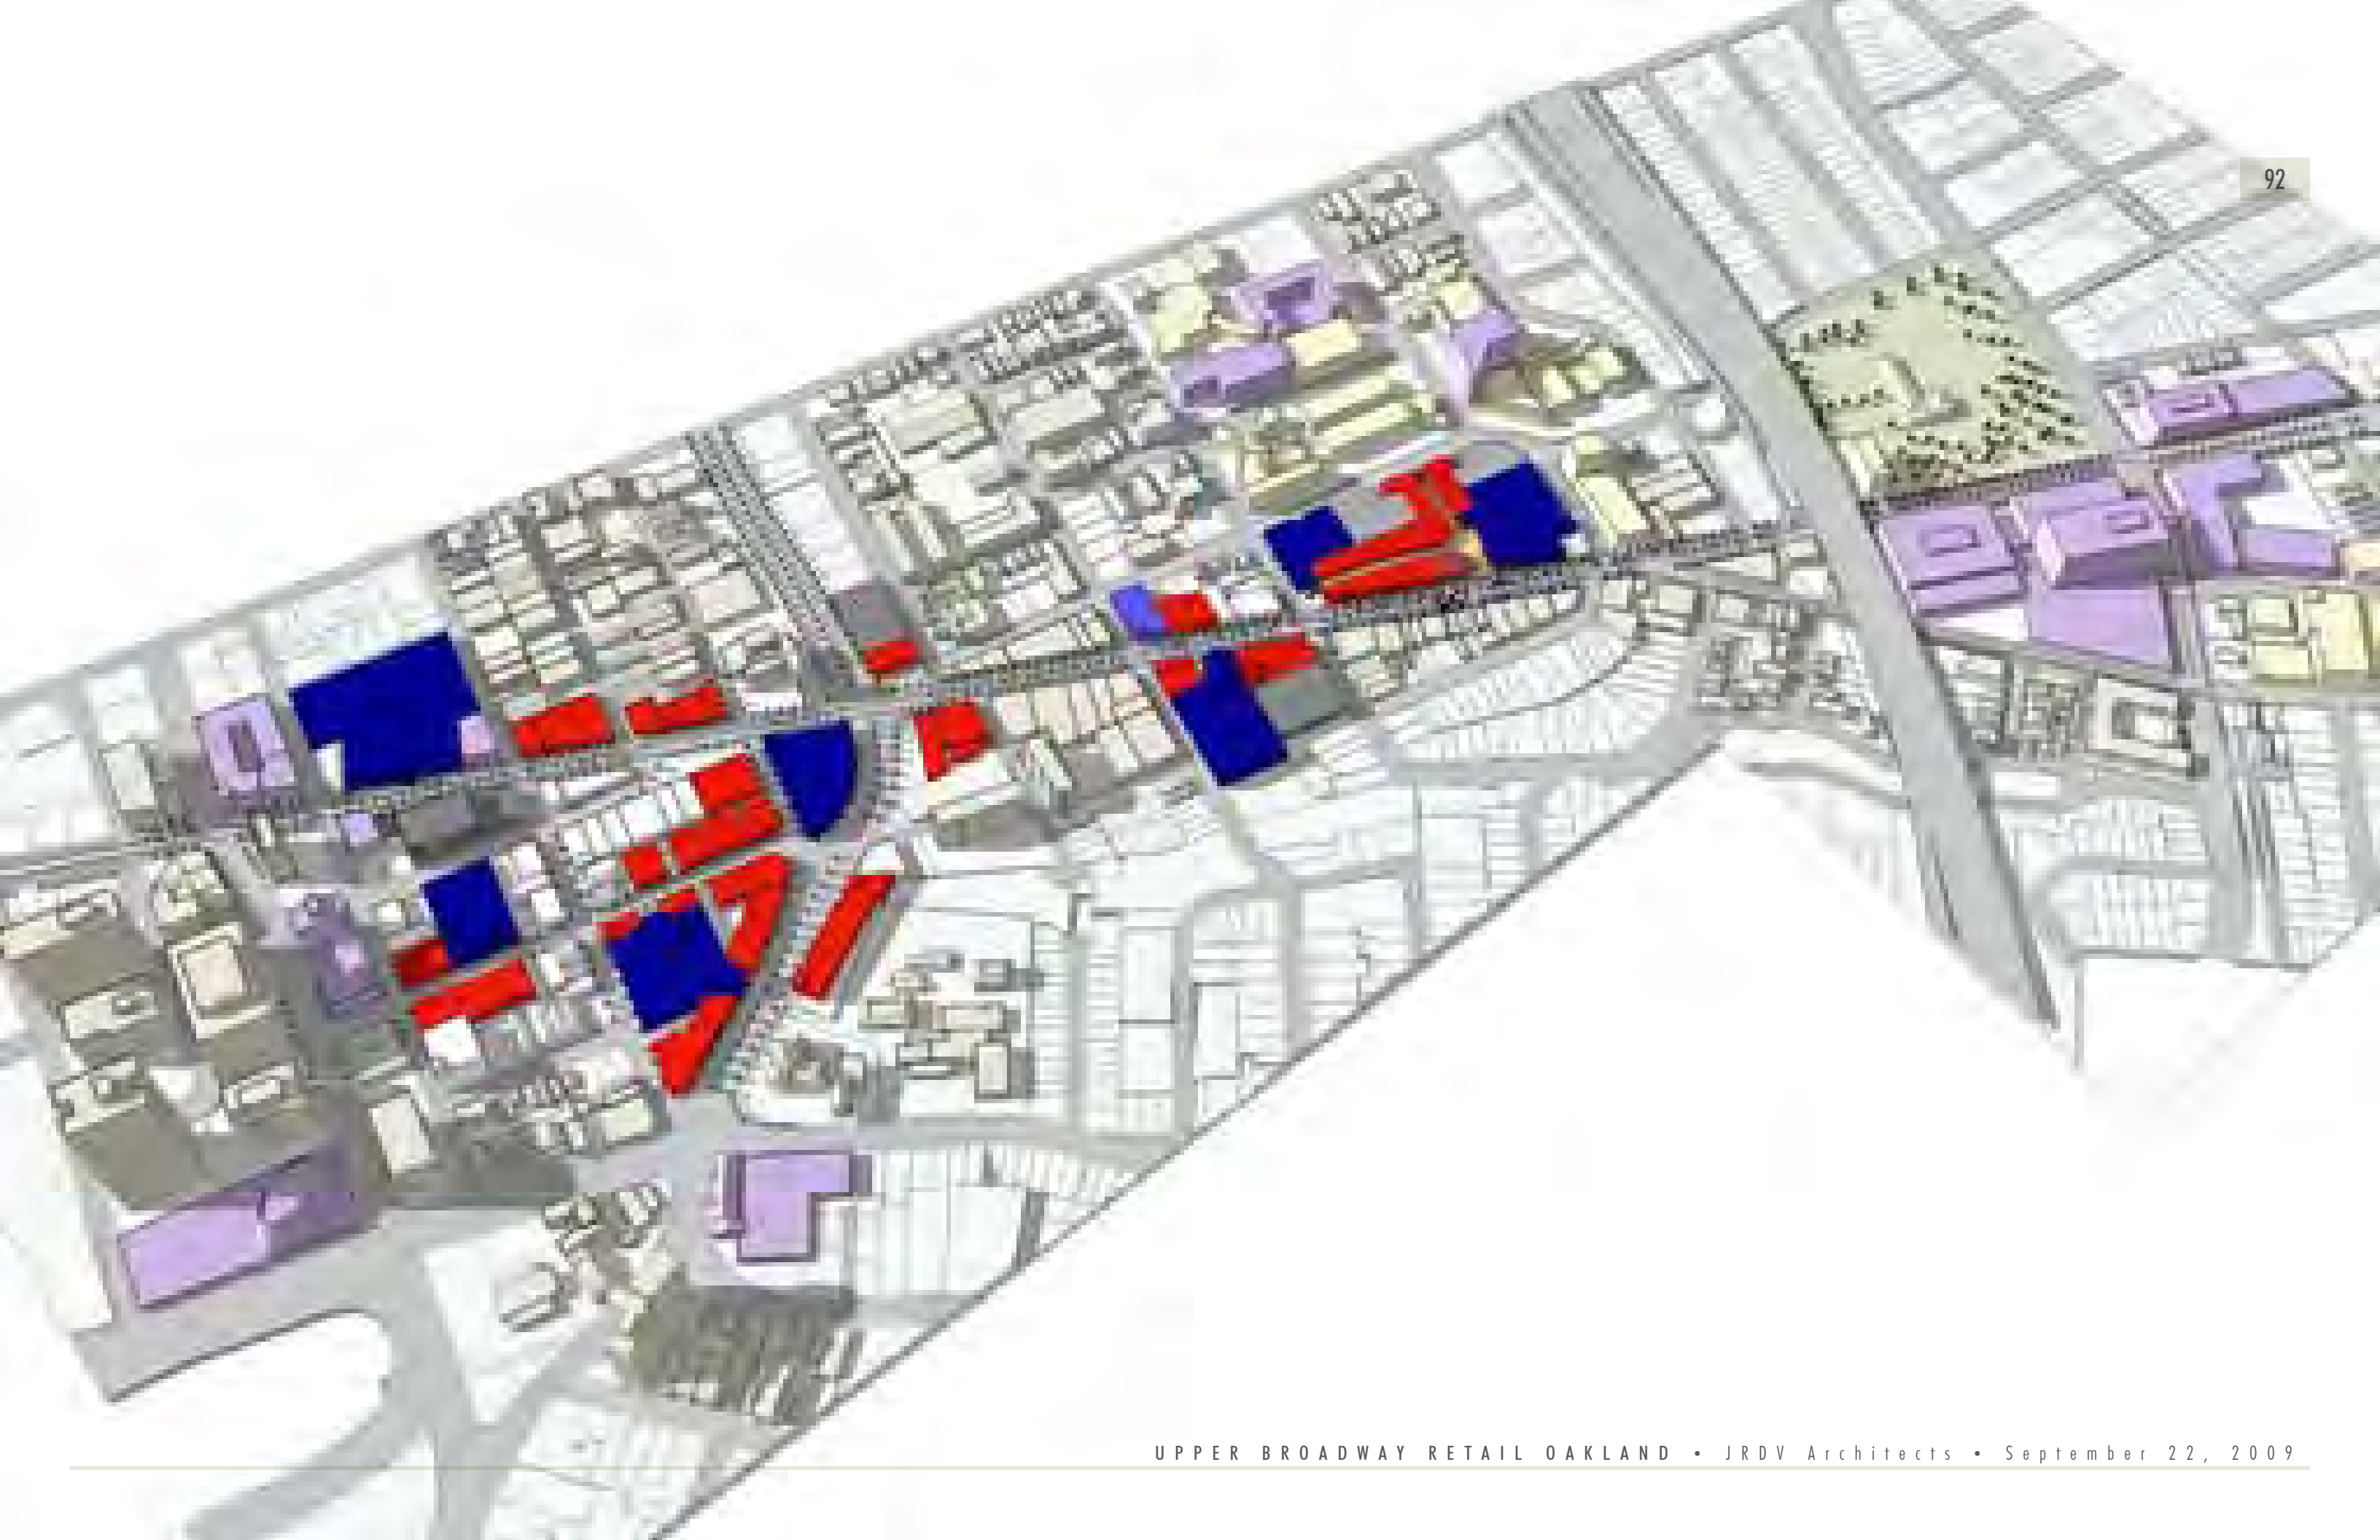 92
UPPER BROADWAY RETAIL OAKLAND • JRDV Architects • September 22, 2009